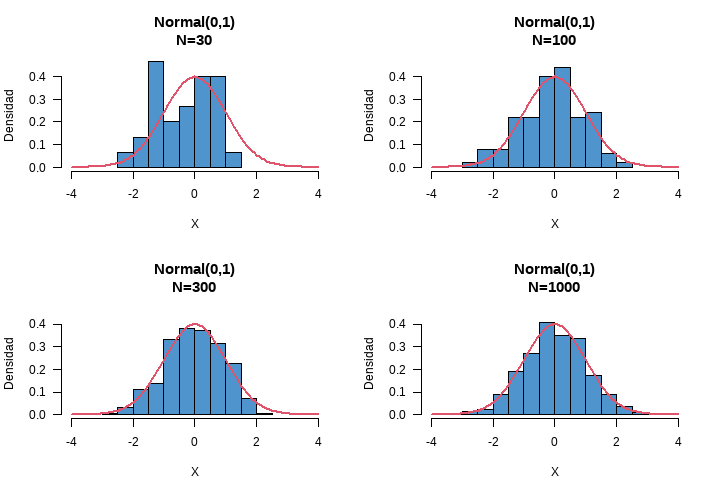 Normal(0,1)
N=30
Densidad
0.4
0.3
0.2
0.1
0.0
-4 -2 0 2 4
X
Normal(0,1)
N=100
Densidad
0.4
0.3
0.2
0.1
0.0
-4 -2 0 2 4
X
Normal(0,1)
N=300
Densidad
0.4
0.3
0.2
0.1
0.0
-4 -2 0 2 4
X
Normal(0,1)
N=1000
Densidad
0.4
0.3
0.2
0.1
0.0
-4 -2 0 2 4
X